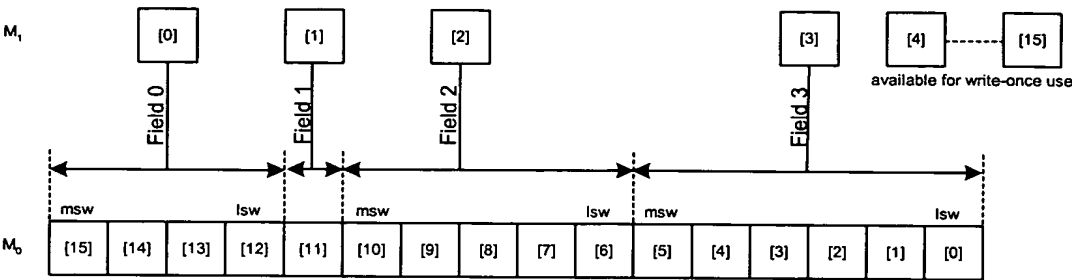 M1 [0] [1] [2] [3] [4] [15]
available for write-once use
Field 0 Field 1 Field 2 Field 3
msw lsw msw lsw msw lsw
M0 [15] [14} [13] [12} [11] [10] [9] [8] [7] [6] [5] [4] [3] [2] [1] [0]